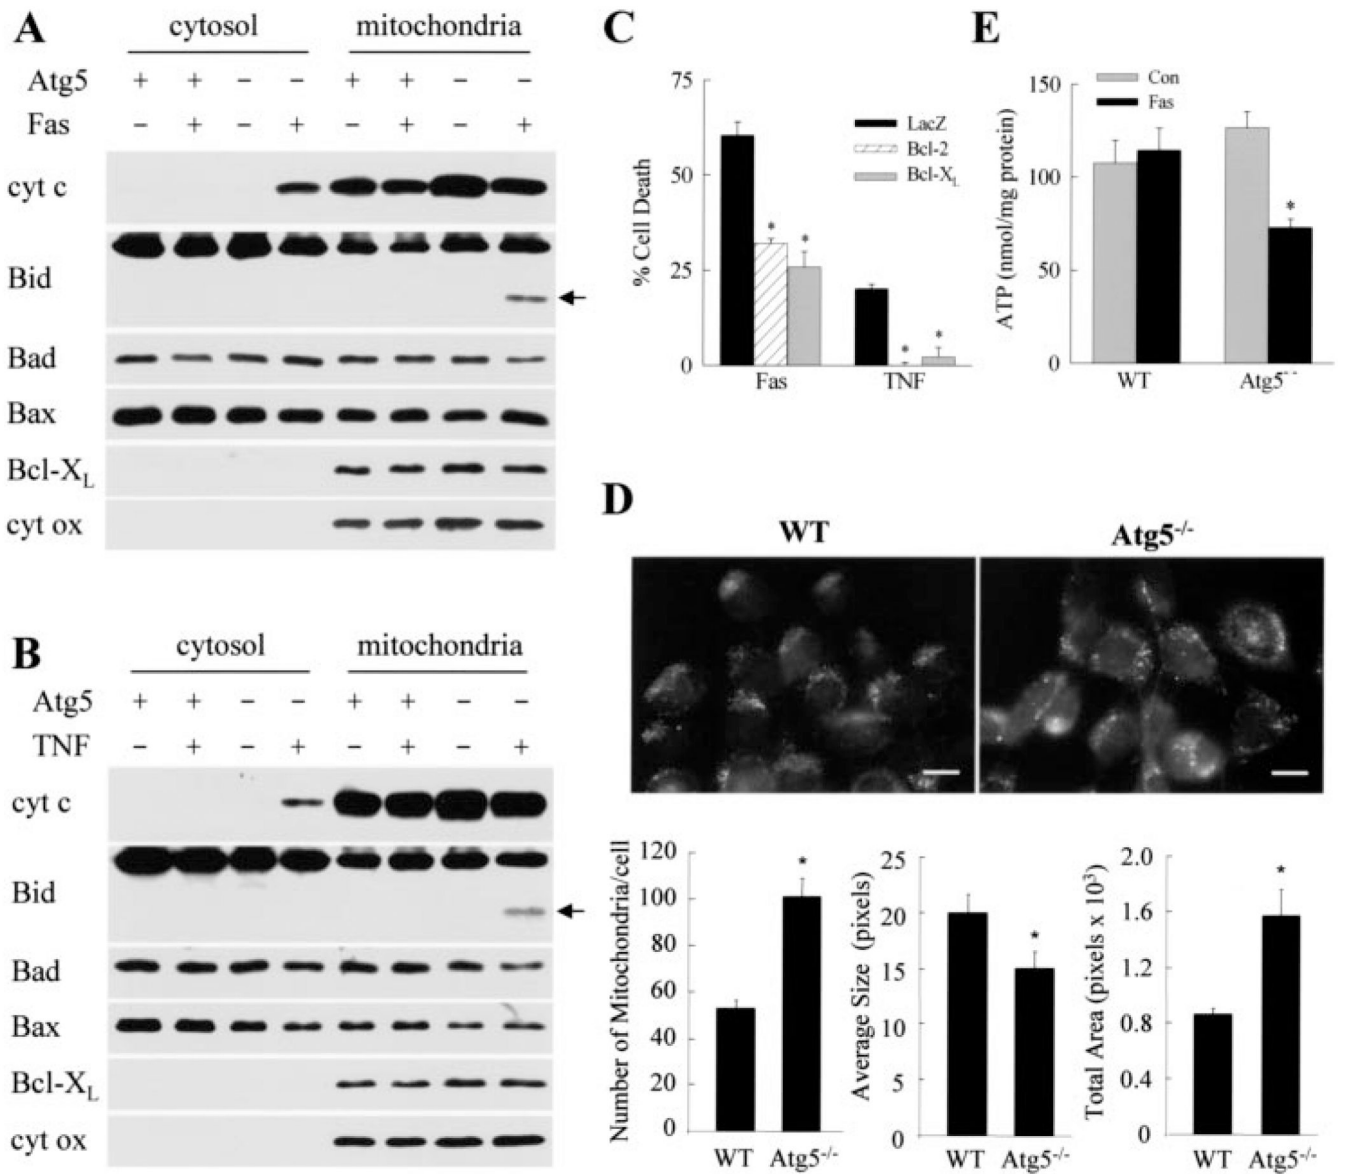 A
cytosol mitochondria
Atg5 + + − − + + − −
Fas − + − + − + − +
cyt c
Bid
Bad
Bax
Bcl-XL
cyt ox
B
cytosol mitochondria
Atg5 + + − − + + − −
TNF − + − + − + − +
cyt c
Bid
Bad
Bax
Bcl-XL
cyt ox
C
% Cell Death
75
50
25
0
LacZ
Bcl-2
Bcl-XL
* * * *
Fas TNF
E
ATP (nmol/mg protein)
150
100
50
0
Con
Fas
*
WT Atg5-/-
D
WT Atg5-/-
Number of Mitochondria/cell
120
100
80
60
40
20
0
*
WT Atg5-/-
Average Size (pixels)
25
20
15
10
5
0
*
WT Atg5-/-
Total Area (pixels x 10³)
2.0
1.6
1.2
0.8
0.4
0
*
WT Atg5-/-